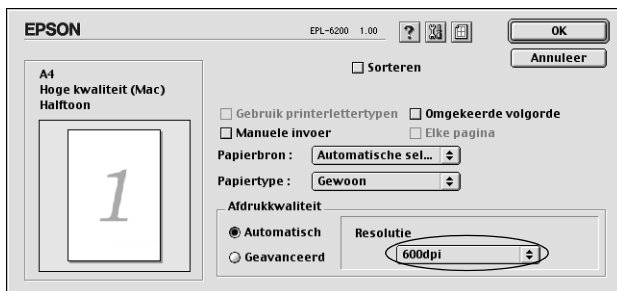 EPSON
EPL-6200 1.00
?
OK
Annuleer
A4
Hoge kwaliteit (Mac)
Halftoon
1
Sorteren
Gebruik printerlettertypen
Omgekeerde volgorde
Manuele invoer
Elke pagina
Papierbron :
Automatische sel...
Papiertype :
Gewoon
Afdrukkwaliteit
Automatisch
Geavanceerd
Resolutie
600dpi